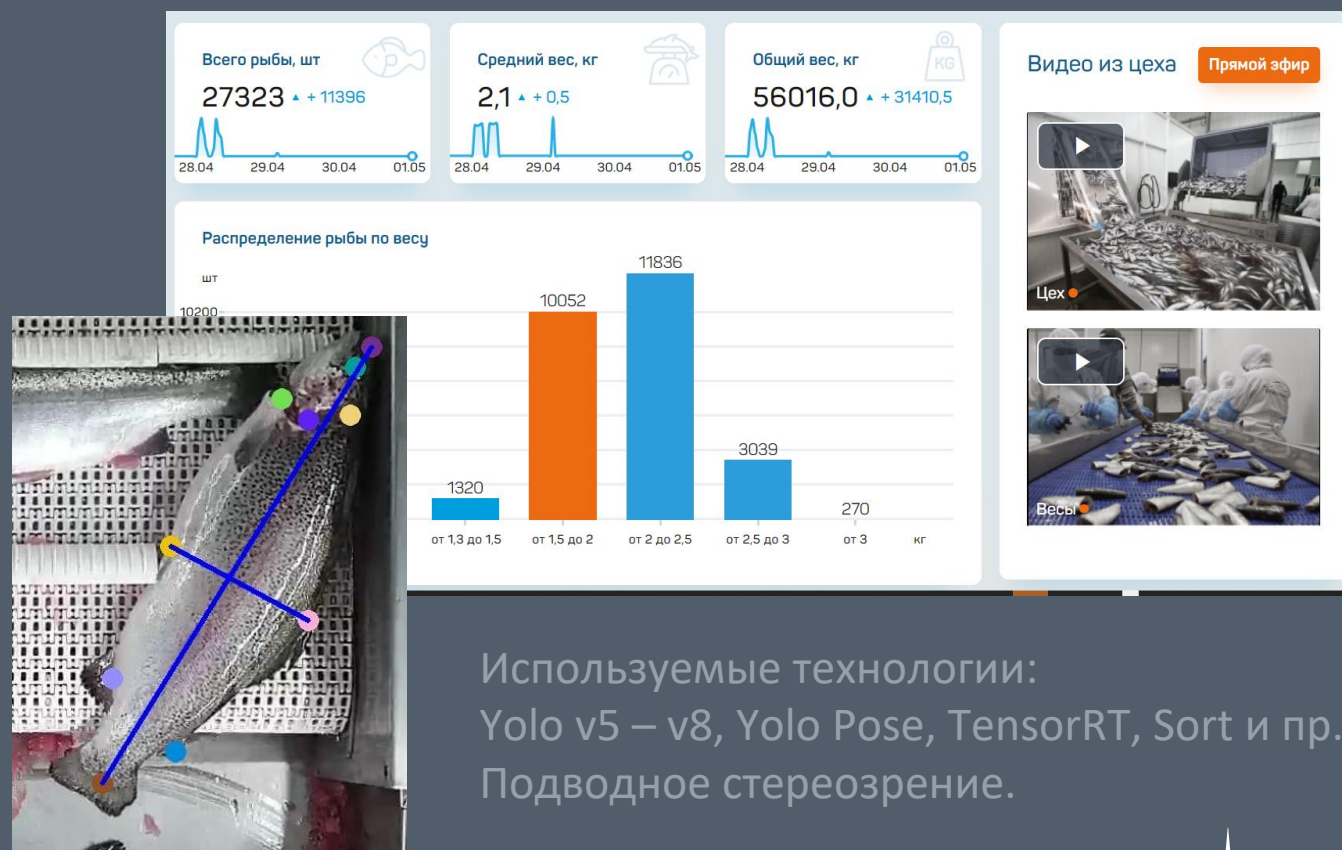 Всего рыбы, шт
27323 ▲ + 11396
28.04 29.04 30.04 01.05
Средний вес, кг
2,1 ▲ + 0,5
28.04 29.04 30.04 01.05
Общий вес, кг
KG
56016,0 ▲ + 31410,5
28.04 29.04 30.04 01.05
Видео из цеха
Прямой эфир
Цех
Весы
Распределение рыбы по весу
шт
10200
1320
10052
11836
3039
270
от 1,3 до 1,5 от 1,5 до 2 от 2 до 2,5 от 2,5 до 3 от 3 кг
Используемые технологии:
Yolo v5 – v8, Yolo Pose, TensorRT, Sort и пр.
Подводное стереозрение.